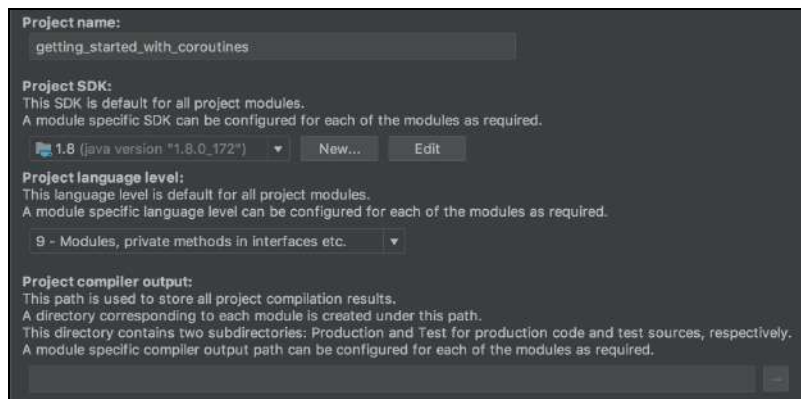 Project name:
getting_started_with_coroutines
Project SDK:
This SDK is default for all project modules.
A module specific SDK can be configured for each of the modules as required.
1.8 (java version "1.8.0_172") New... Edit
Project language level:
This language level is default for all project modules.
A module specific language level can be configured for each of the modules as required.
9 - Modules, private methods in interfaces etc.
Project compiler output:
This path is used to store all project compilation results.
A directory corresponding to each module is created under this path.
This directory contains two subdirectories: Production and Test for production code and test sources, respectively.
A module specific compiler output path can be configured for each of the modules as required.